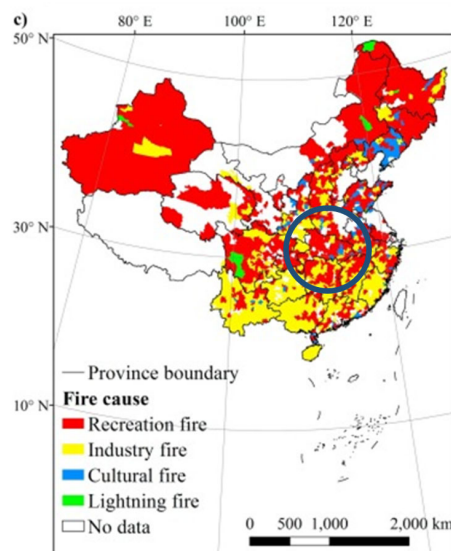 c)
80° E
100° E
120° E
50° N
30° N
10° N
Province boundary
Fire cause
Recreation fire
Industry fire
Cultural fire
Lightning fire
No data
0 500 1,000 2,000 km